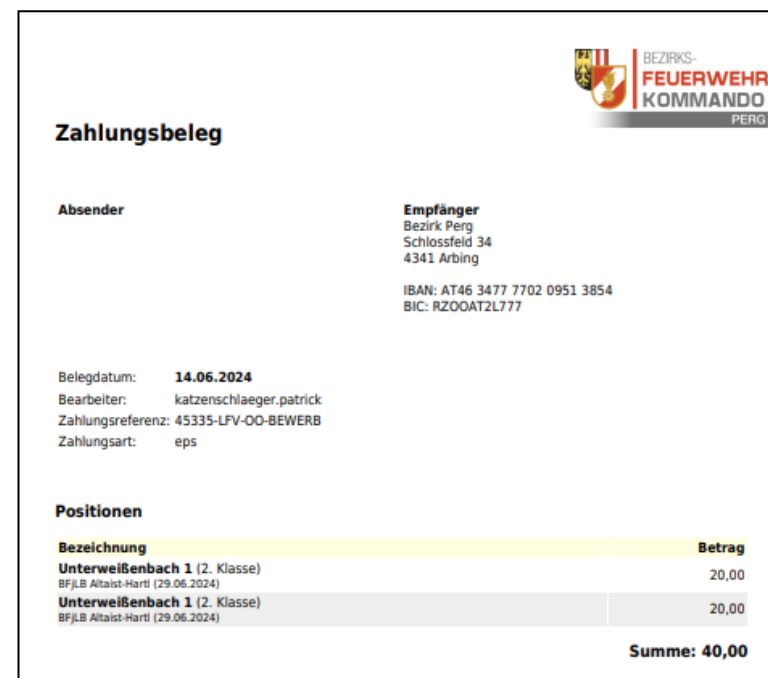 BEZIRKS-
FEUERWEHR
KOMMANDO
PERG
Zahlungsbeleg
Absender
Empfänger
Bezirk Perg
Schlossfeld 34
4341 Arbing
IBAN: AT46 3477 7702 0951 3854
BIC: RZOOAT2L777
Belegdatum: 14.06.2024
Bearbeiter: katzenschlaeger.patrick
Zahlungsreferenz: 45335-LFV-OO-BEWERB
Zahlungsart: eps
Positionen
Bezeichnung Betrag
Unterweißenbach 1 (2. Klasse)
BFJLB Altaist-Hartl (29.06.2024) 20,00
Unterweißenbach 1 (2. Klasse)
BFJLB Altaist-Hartl (29.06.2024) 20,00
Summe: 40,00